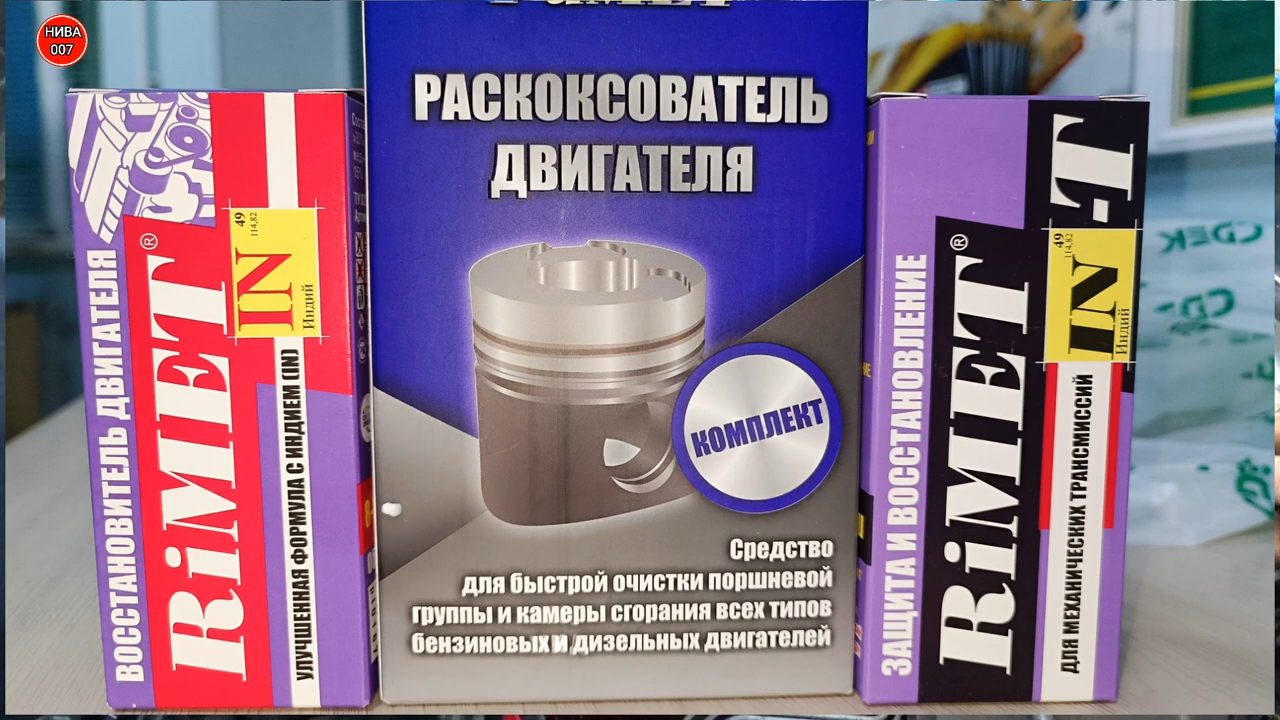 НИВА
007
ВОССТАНОВИТЕЛЬ ДВИГАТЕЛЯ
RiMET®
49
114,82
IN
Индий
УЛУЧШЕННАЯ ФОРМУЛА С ИНДИЕМ (IN)
РАСКОКСОВАТЕЛЬ
ДВИГАТЕЛЯ
КОМПЛЕКТ
Средство
для быстрой очистки поршневой
группы и камеры сгорания всех типов
бензиновых и дизельных двигателей
ЗАЩИТА И ВОССТАНОВЛЕНИЕ
RiMET®-T
49
114,82
IN
Индий
ДЛЯ МЕХАНИЧЕСКИХ ТРАНСМИССИЙ
CDEK